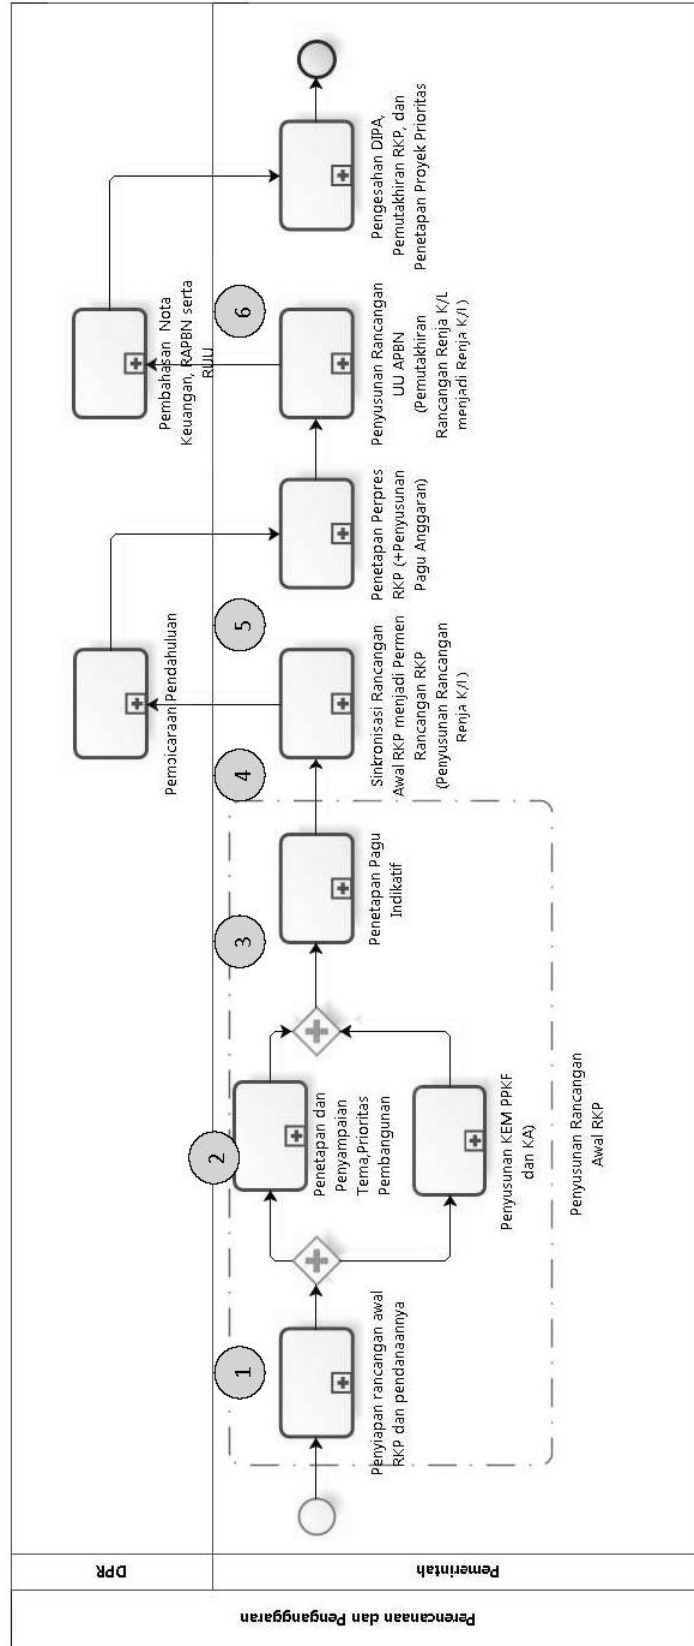 Perencanaan dan Penganggaran
DPR
Pemerintah
1
Penyiapan rancangan awal
RKP dan pendanaannya
2
Penetapan dan
Penyampaian
Tema,Prioritas
Pembangunan
Penyusunan KEM PPKF
dan KA)
Penyusunan Rancangan
Awal RKP
3
Penetapan Pagu
Indikatif
4
Sinkronisasi Rancangan
Awal RKP menjadi Permen
Rancangan RKP
(Penyusunan Rancangan
Renja K/L)
Pembicaraan Pendahuluan
5
Penetapan Perpres
RKP (+Penyusunan
Pagu Anggaran)
Penyusunan Rancangan
UU APBN
(Pemutakhiran
Rancangan Renja K/L
menjadi Renja K/L)
6
Pembahasan Nota
Keuangan, RAPBN serta
RUU
Pengesahan DIPA,
Pemutakhiran RKP, dan
Penetapan Proyek Prioritas